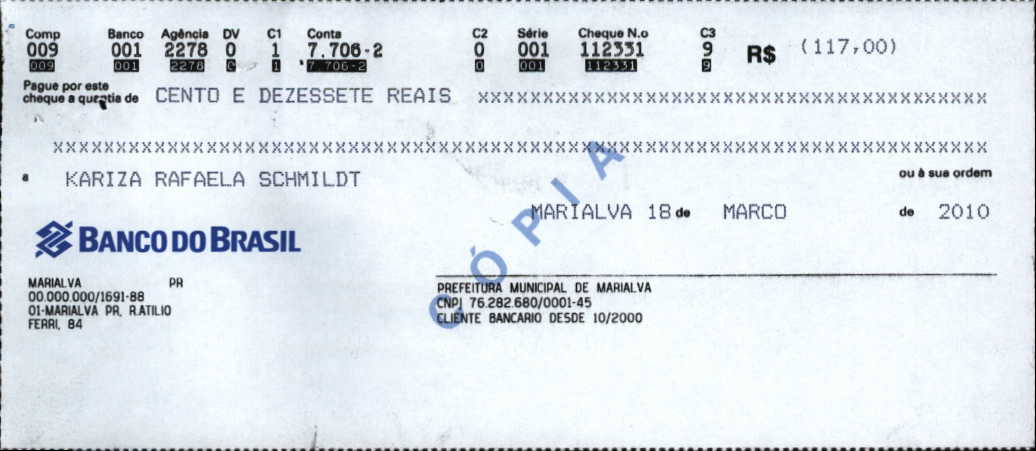 Comp Banco Agência DV C1 Conta C2 Série Cheque N.o C3
009 001 2278 0 1 7.706-2 0 001 112331 9 R$ (117,00)
009 001 2278 0 1 7.706-2 0 001 112331 9
Pague por este
cheque a quantia de CENTO E DEZESSETE REAIS xxxxxxxxxxxxxxxxxxxxxxxxxxxxxxxxxxxxxxxxxxxxxxx
xxxxxxxxxxxxxxxxxxxxxxxxxxxxxxxxxxxxxxxxxxxxxxxxxxxxxxxxxxxxxxxxxxxxxxxxxxxxxxxxxxxxxx
a KARIZA RAFAELA SCHMILDT ou à sua ordem
MARIALVA 18 de MARCO de 2010
CÓPIA
BANCO DO BRASIL
MARIALVA PR
00.000.000/1691-88
01-MARIALVA PR, R.ATILIO
FERRI, 84
PREFEITURA MUNICIPAL DE MARIALVA
CNPJ 76.282.680/0001-45
CLIENTE BANCARIO DESDE 10/2000